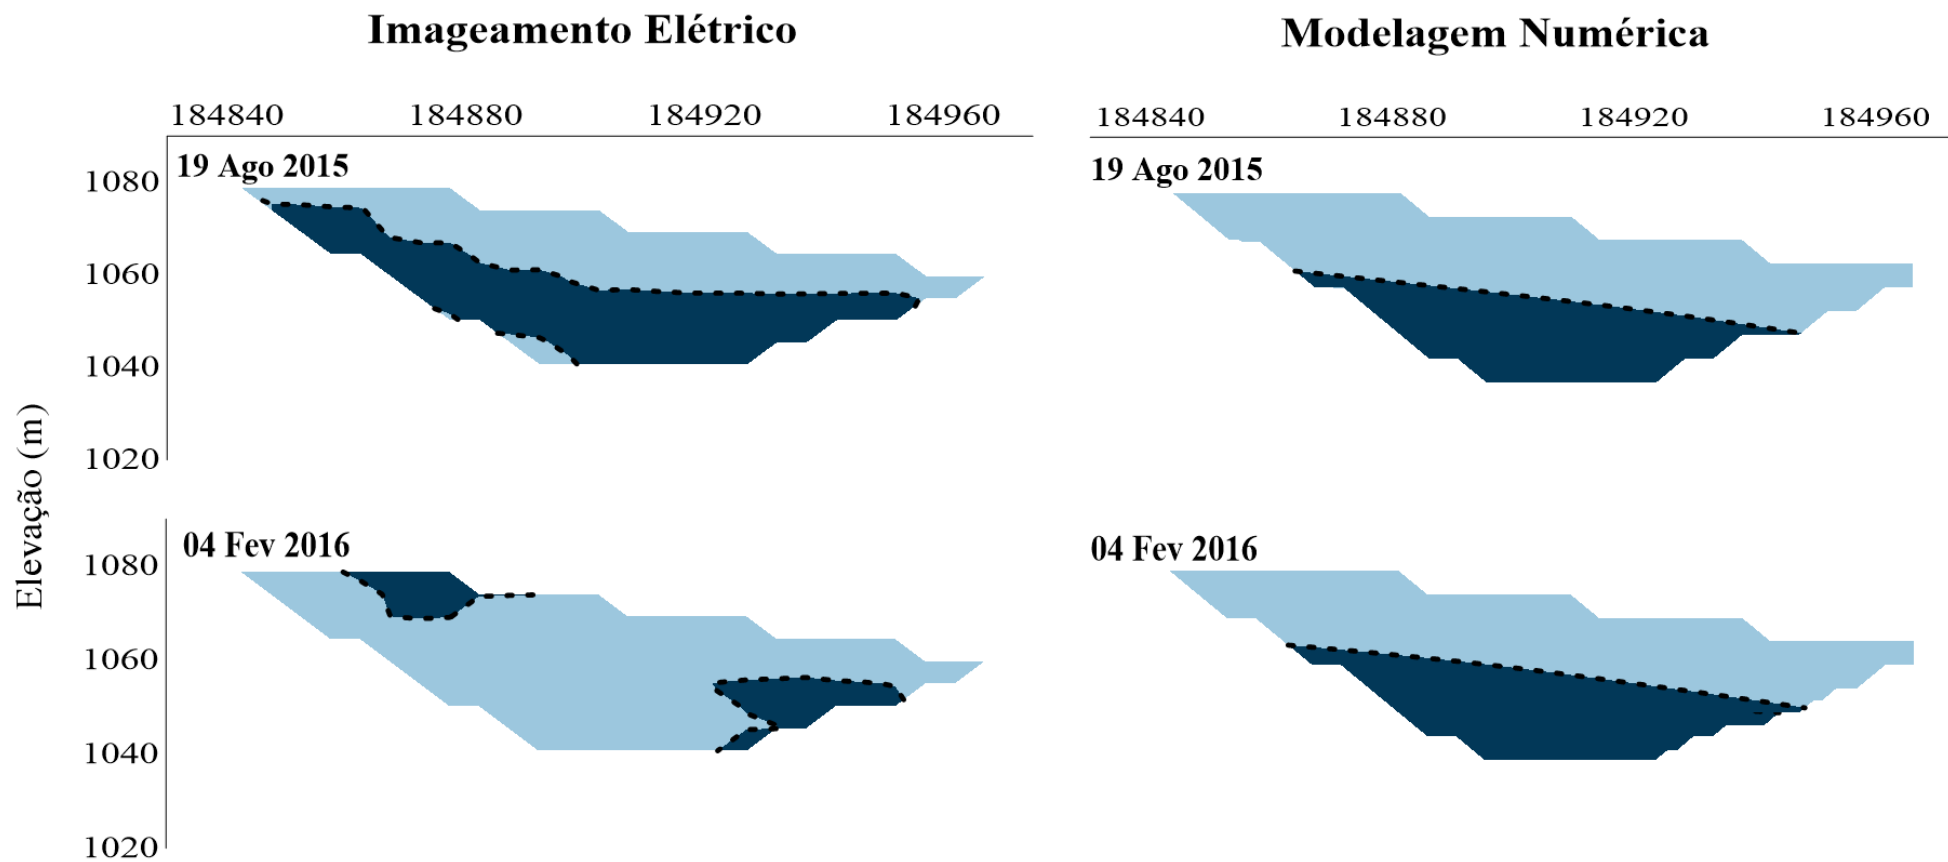 Imageamento Elétrico
Modelagem Numérica
184840 184880 184920 184960
184840 184880 184920 184960
19 Ago 2015
19 Ago 2015
1080
1060
1040
1020
Elevação (m)
04 Fev 2016
04 Fev 2016
1080
1060
1040
1020